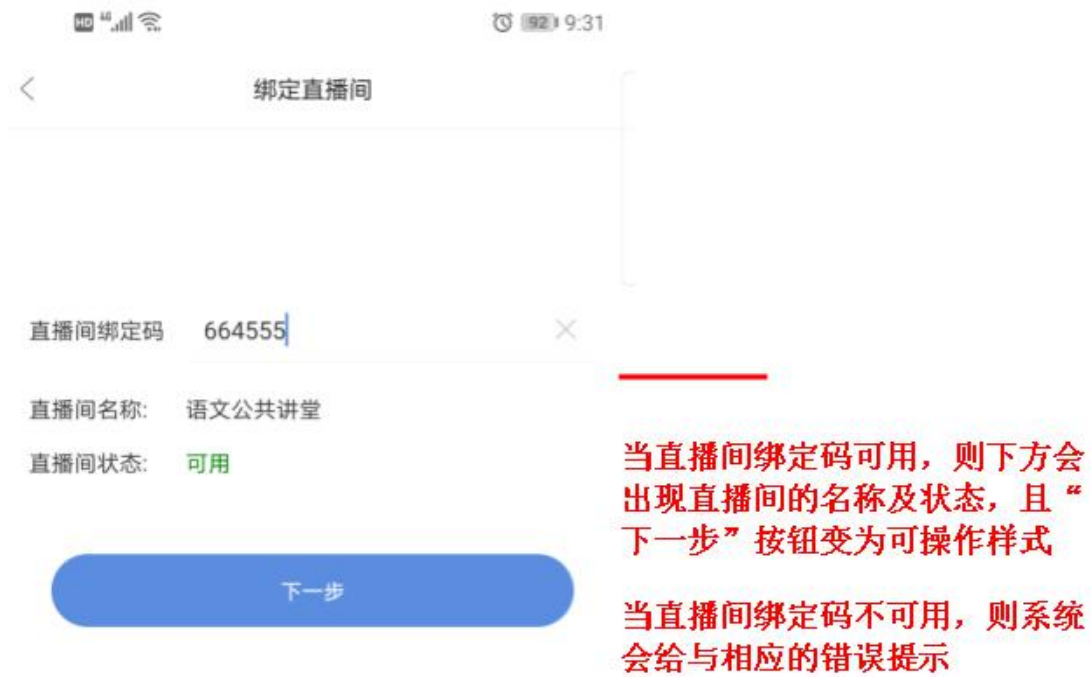 HD 4G 92 9:31
绑定直播间
直播间绑定码 664555
直播间名称: 语文公共讲堂
直播间状态: 可用
下一步
当直播间绑定码可用，则下方会
出现直播间的名称及状态，且“
下一步”按钮变为可操作样式
当直播间绑定码不可用，则系统
会给与相应的错误提示